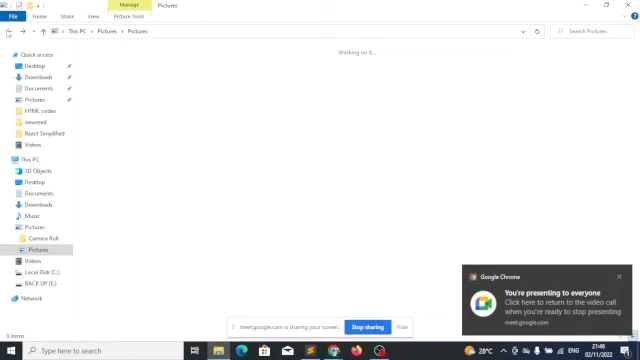 Manage
Pictures
File
Home
Share
View
Picture Tools
This PC > Pictures > Pictures
Search Pictures
Working on it...
Quick access
Desktop
Downloads
Documents
Pictures
HTML codes
newmed
React Simplified
Videos
This PC
3D Objects
Desktop
Documents
Downloads
Music
Pictures
Camera Roll
Pictures
Videos
Local Disk (C:)
BACK UP (E:)
Network
Google Chrome
You're presenting to everyone
Click here to return to the video call
when you're ready to stop presenting
meet.google.com
meet.google.com is sharing your screen.
Stop sharing
Hide
0 items
Type here to search
28°C
ENG
21:46
02/11/2022